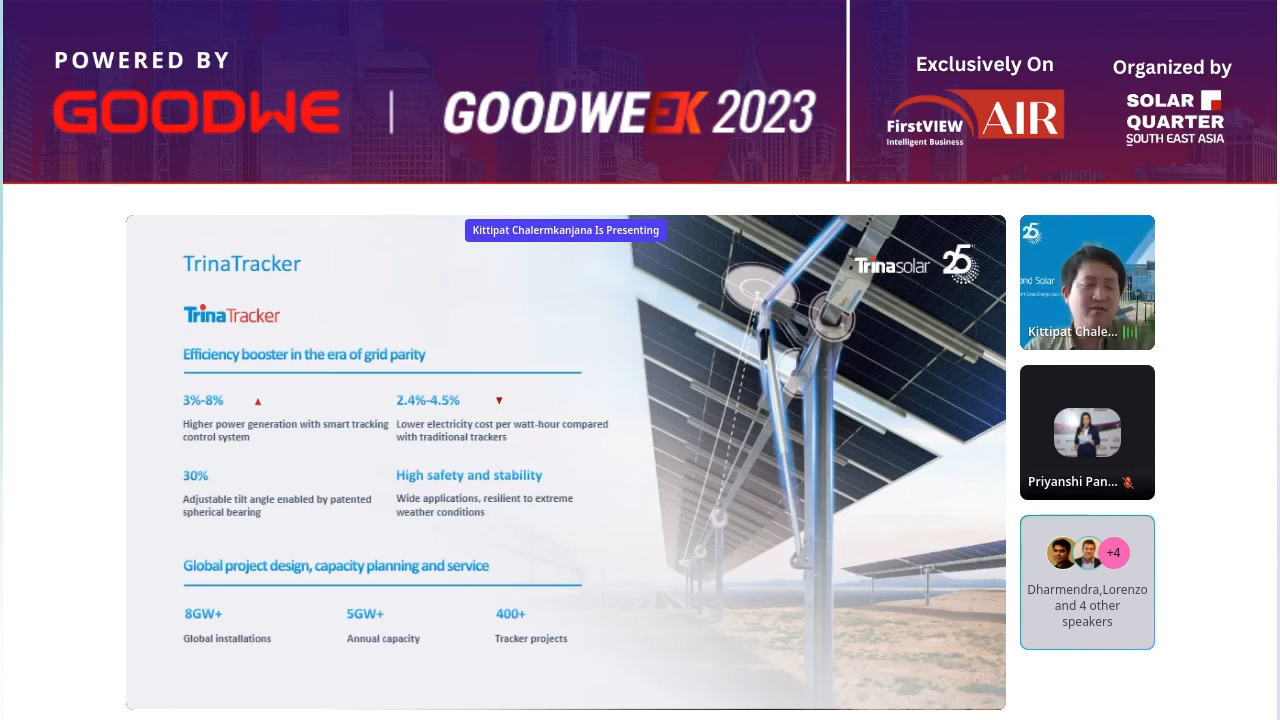 POWERED BY
GOODWE
GOODWEEK 2023
Exclusively On
FirstVIEW
Intelligent Business
AIR
Organized by
SOLAR
QUARTER
SOUTH EAST ASIA
Kittipat Chalermkanjana Is Presenting
TrinaTracker
Trinasolar
25
TrinaTracker
Efficiency booster in the era of grid parity
3%-8% ▲
Higher power generation with smart tracking
control system
2.4%-4.5% ▼
Lower electricity cost per watt-hour compared
with traditional trackers
30%
Adjustable tilt angle enabled by patented
spherical bearing
High safety and stability
Wide applications, resilient to extreme
weather conditions
Global project design, capacity planning and service
8GW+
Global installations
5GW+
Annual capacity
400+
Tracker projects
25
ond Solar
Kittipat Chale...
Priyanshi Pan...
+4
Dharmendra,Lorenzo
and 4 other
speakers